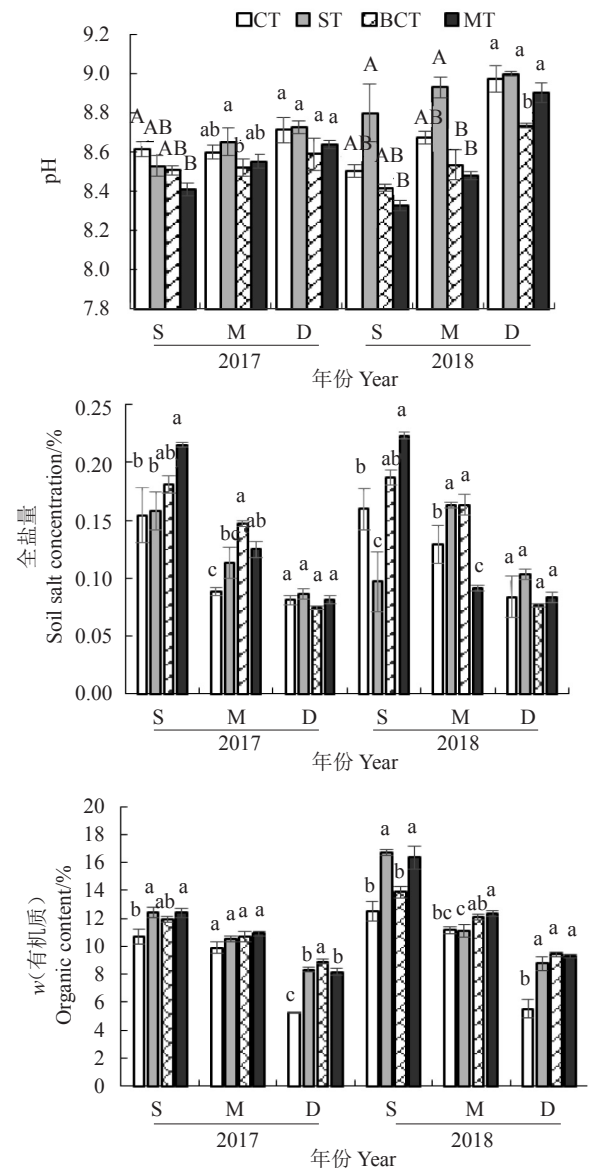 CT ST BCT MT
9.2
9.0
8.8
8.6
8.4
8.2
8.0
7.8
pH
A AB AB B ab a b ab a a a a AB A AB B AB A B B a a b a
S M D S M D
2017 2018
年份 Year
0.25
0.20
0.15
0.10
0.05
0.00
全盐量
Soil salt concentration/%
b b ab a c bc a ab a a a a b c ab a b a a c a a a a
S M D S M D
2017 2018
年份 Year
20
18
16
14
12
10
8
6
4
2
0
w(有机质)
Organic content/%
b a ab a a a a a c b a b b a b a bc c ab a b a a a
S M D S M D
2017 2018
年份 Year